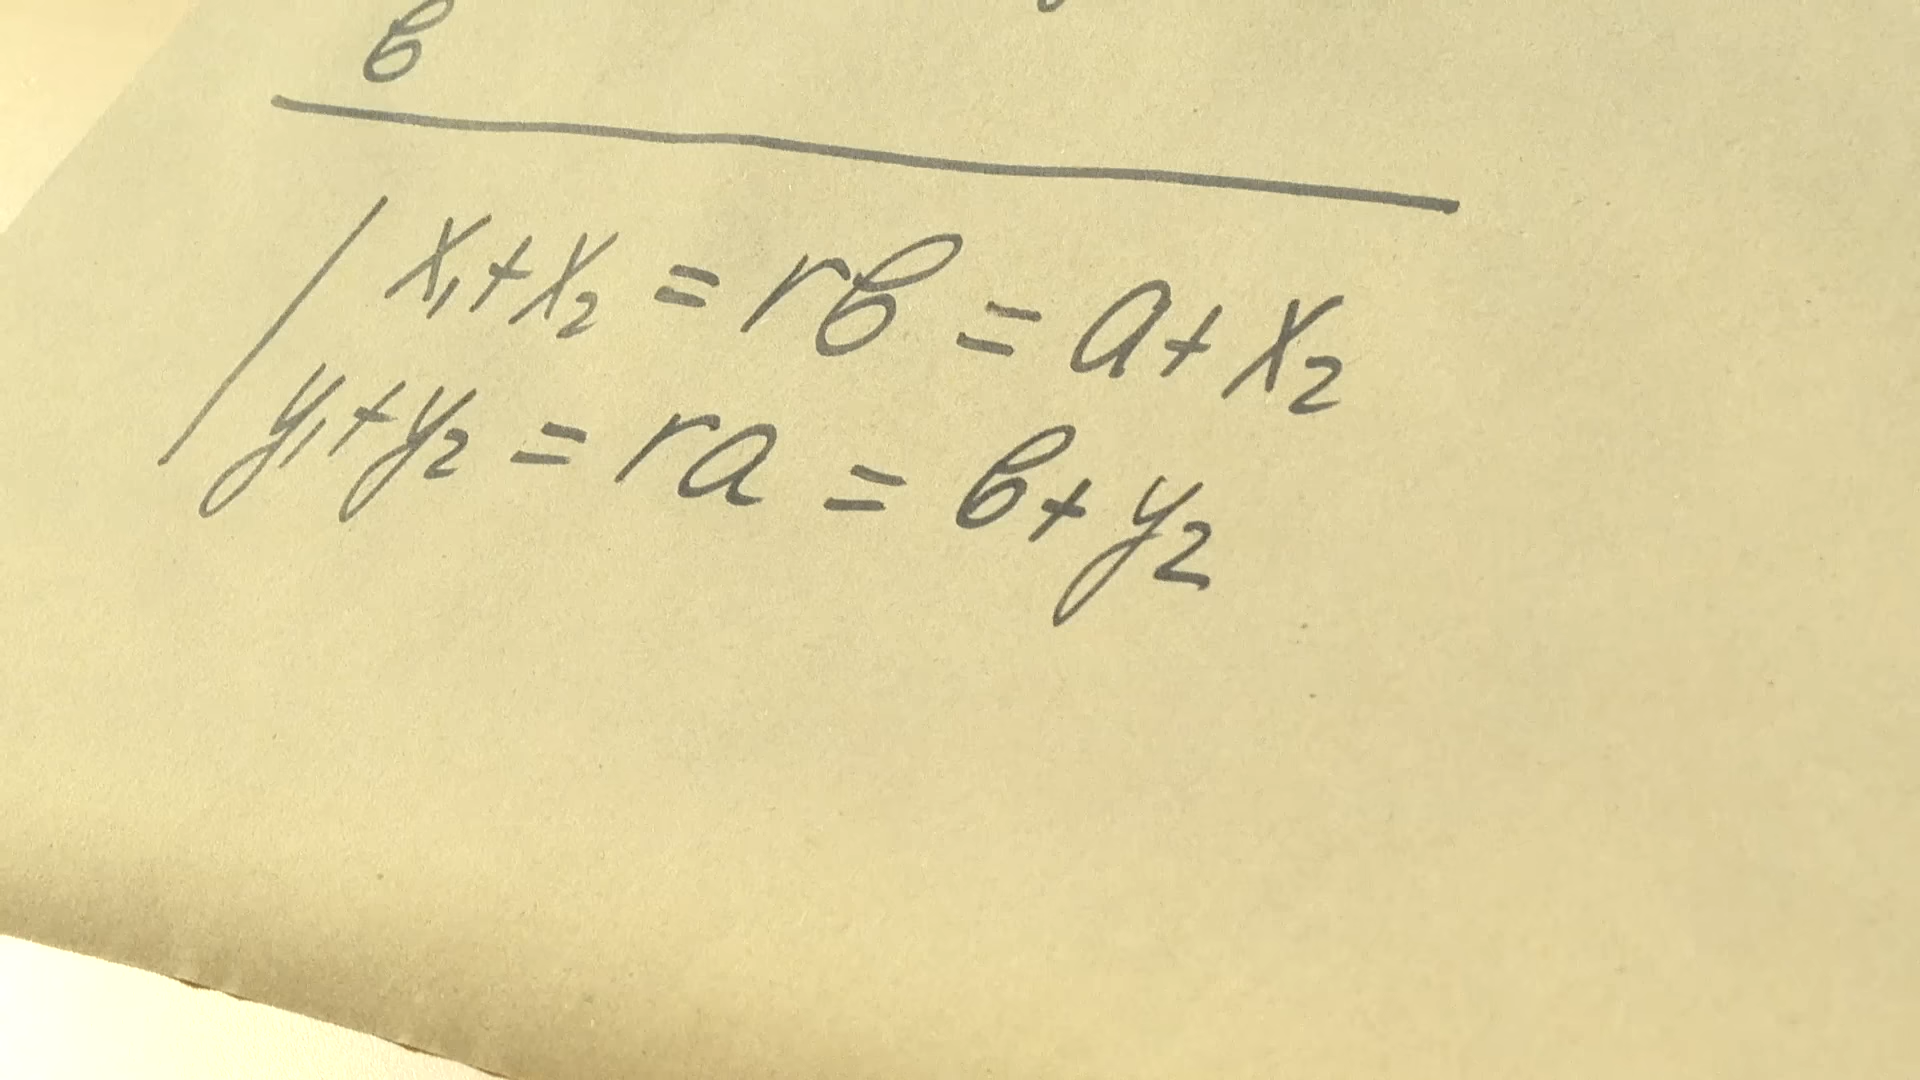 в
x₁+x₂ = rв = a+x₂
y₁+y₂ = ra = в+y₂